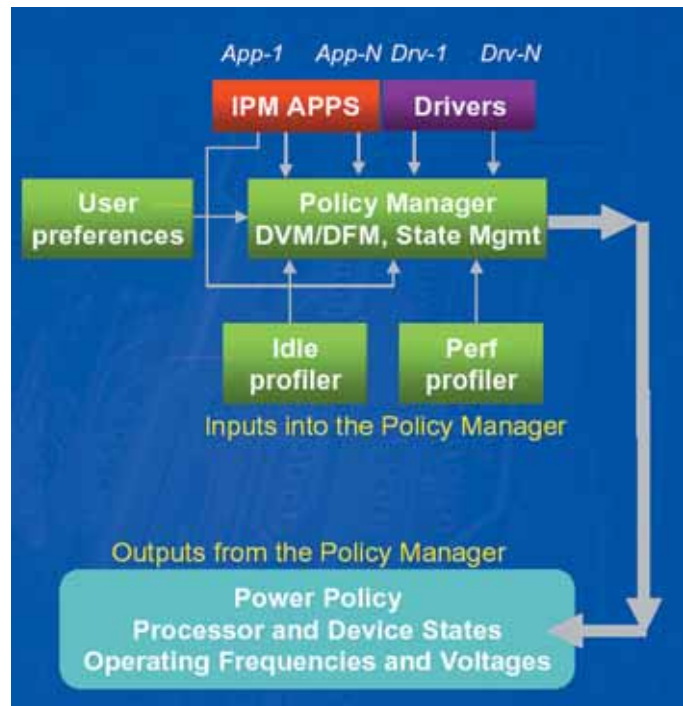 App-1 App-N Drv-1 Drv-N
IPM APPS Drivers
User
preferences
Policy Manager
DVM/DFM, State Mgmt
Idle
profiler
Perf
profiler
Inputs into the Policy Manager
Outputs from the Policy Manager
Power Policy
Processor and Device States
Operating Frequencies and Voltages